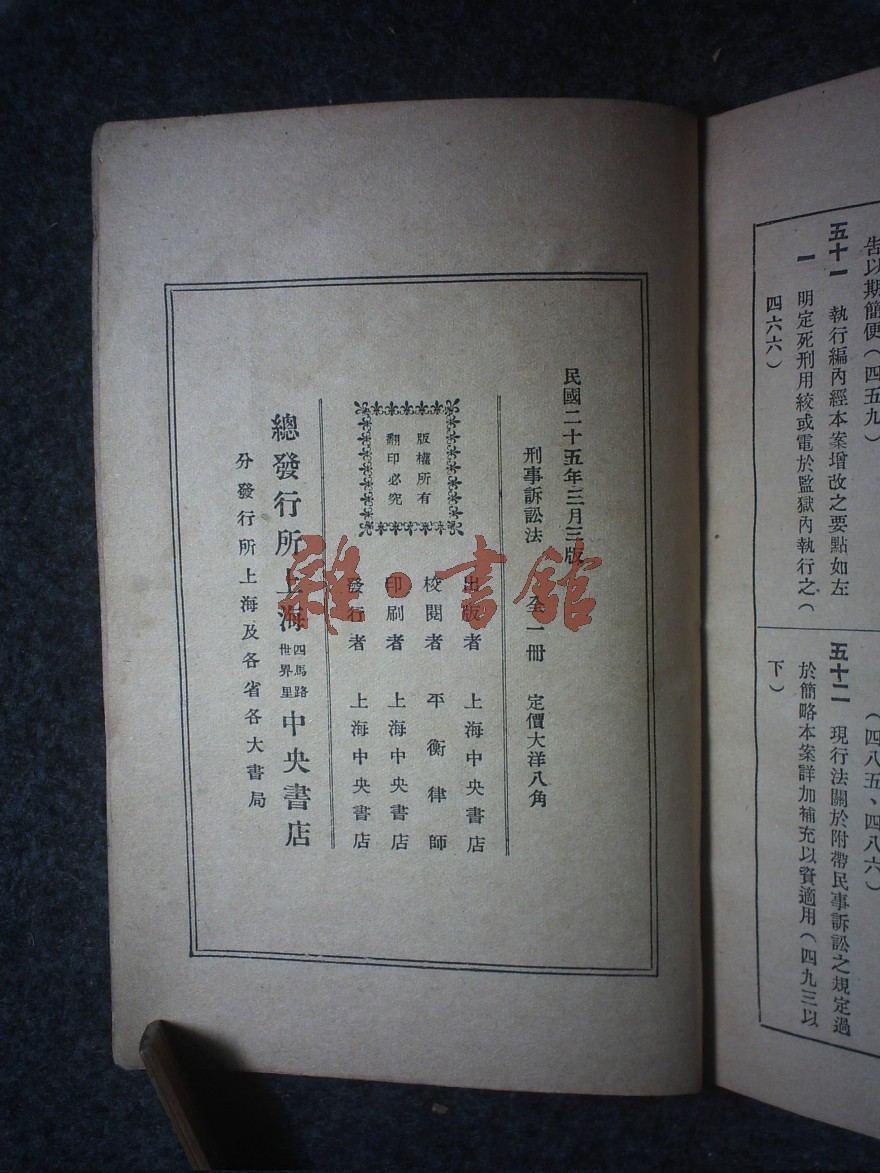 告以期簡便(四五九)
五十一 執行編內經本案增改之要點如左
一 明定死刑用絞或電於監獄內執行之(
四六六)
(四八五、四八六)
五十二 現行法關於附帶民事訴訟之規定過
於簡略本案詳加補充以資適用(四九三以
下)
民國二十五年三月三版
刑事訴訟法 全一冊 定價大洋八角
出版者 上海中央書店
校閱者 平衡律師
印刷者 上海中央書店
發行者 上海中央書店
版權所有
翻印必究
總發行所上海四馬路世界里中央書店
分發行所上海及各省各大書局
雜·書館